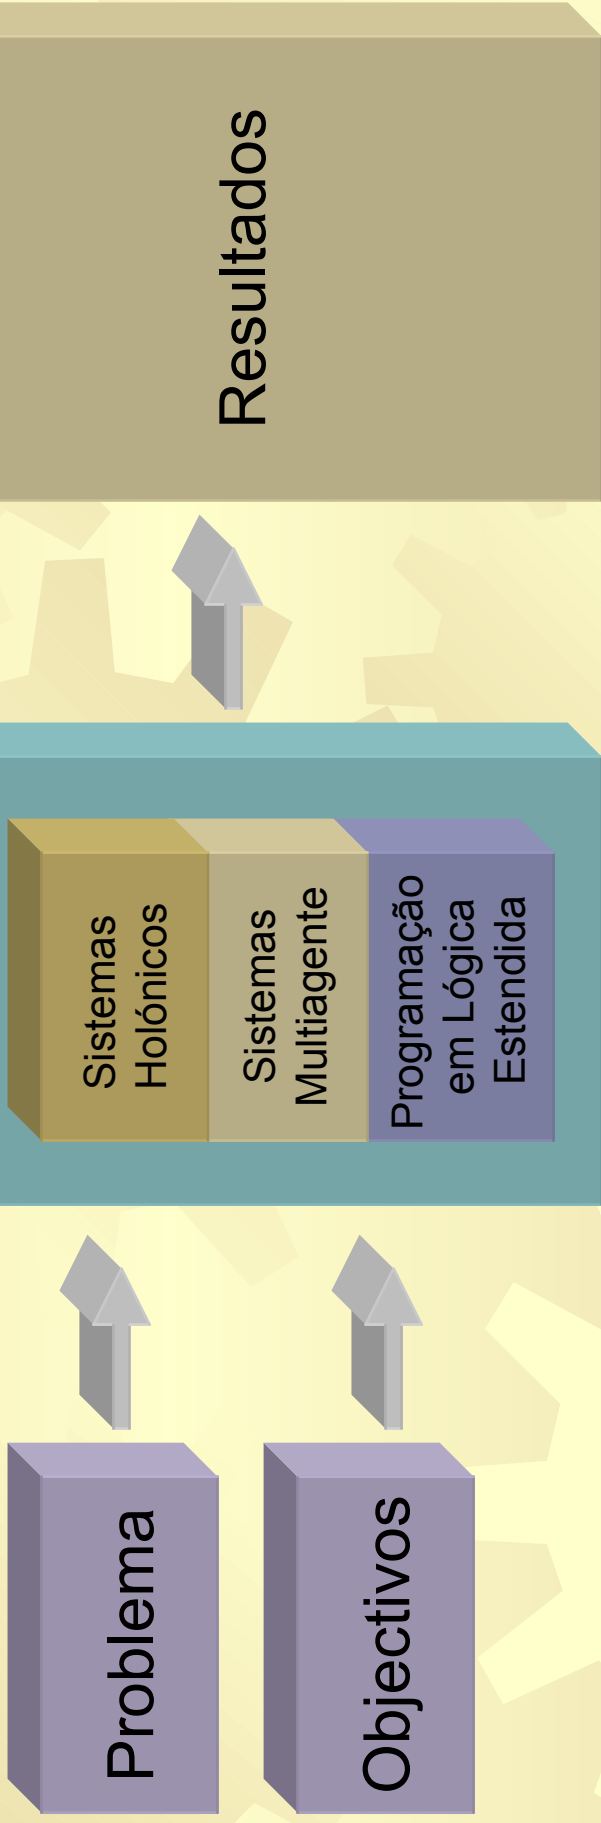 Problema
Objectivos
Sistemas
Holónicos
Sistemas
Multiagente
Programação
em Lógica
Estendida
Resultados